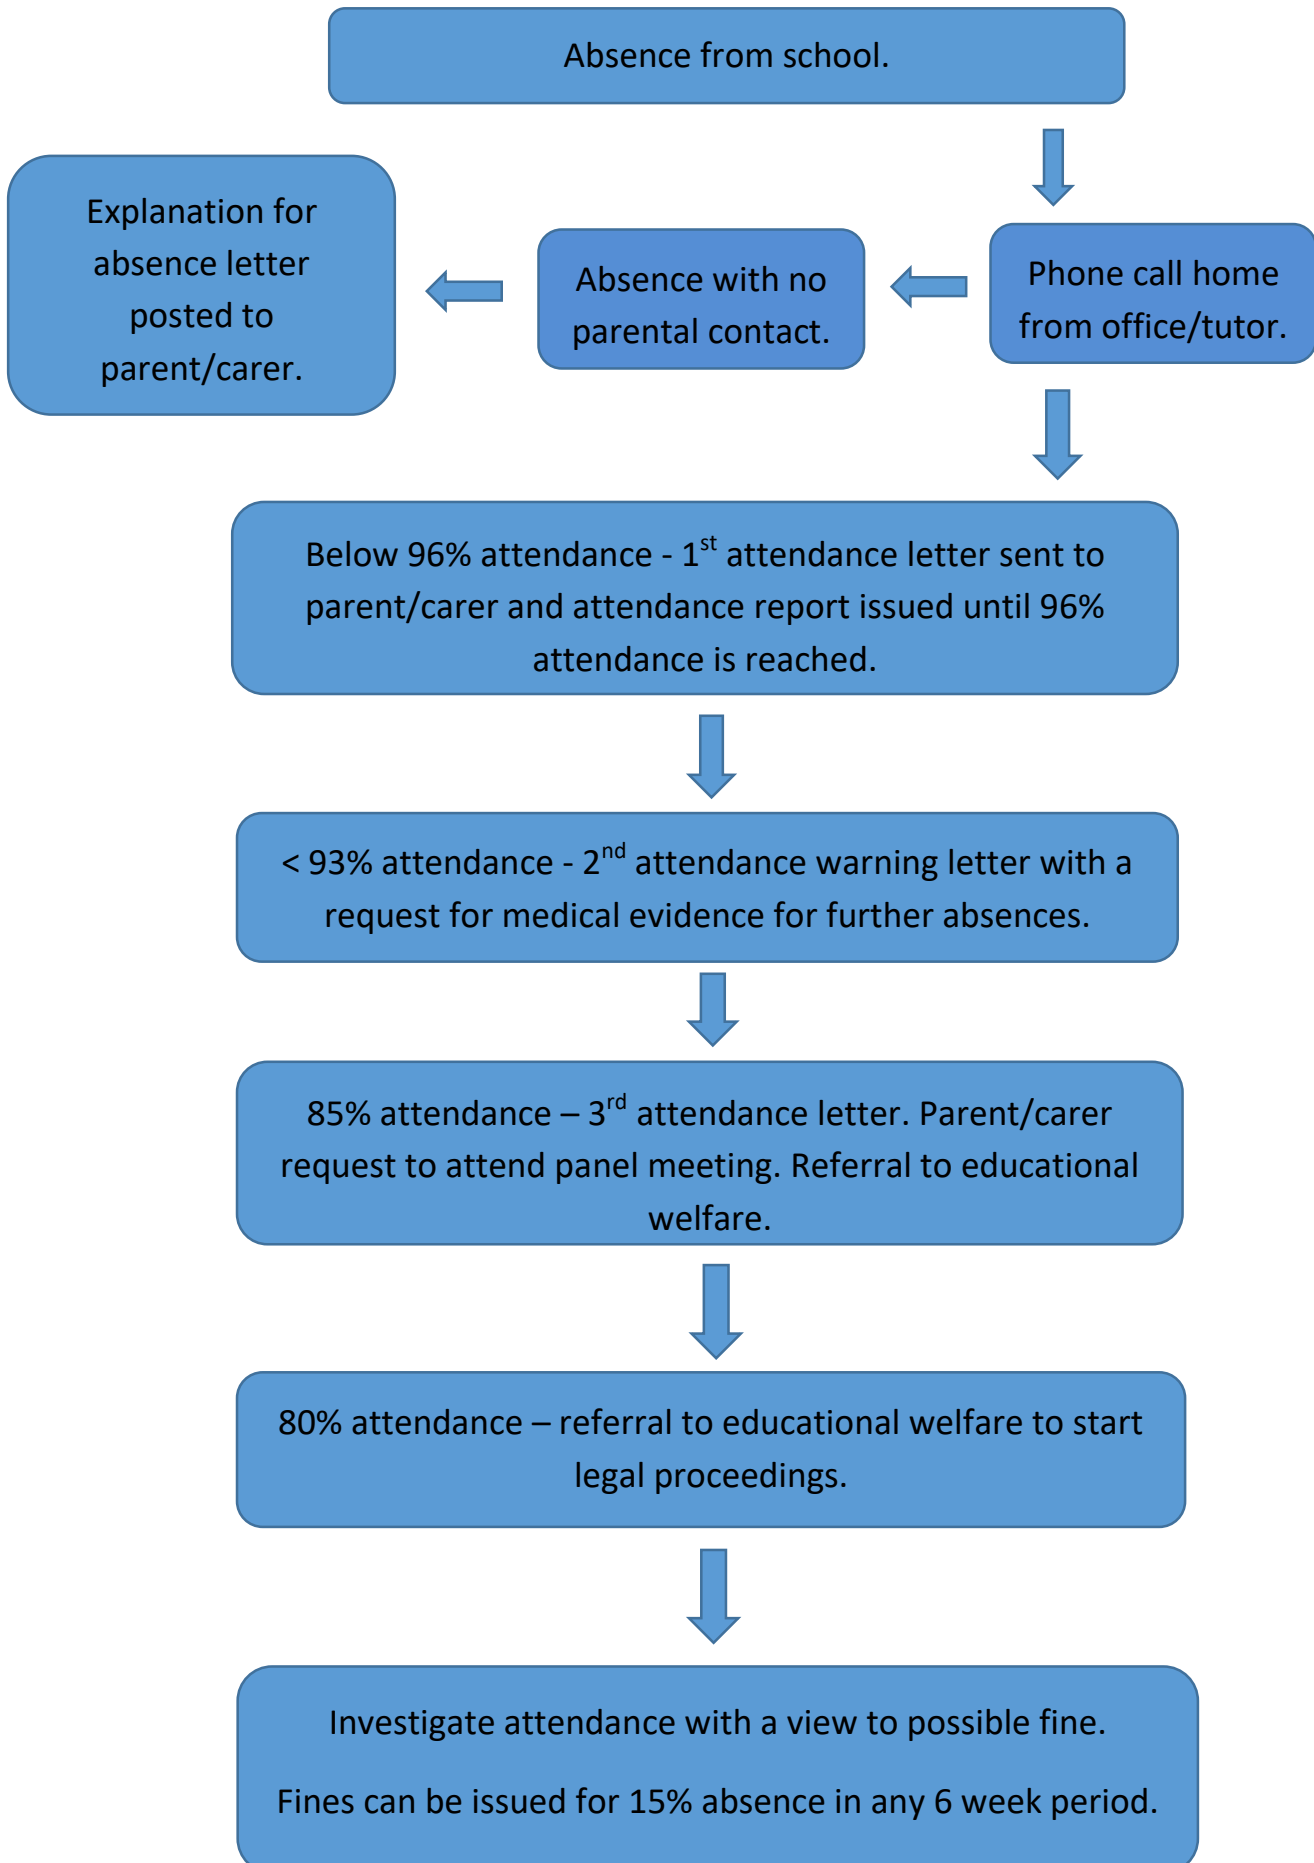 Absence from school.
Explanation for
absence letter
posted to
parent/carer.
Absence with no
parental contact.
Phone call home
from office/tutor.
Below 96% attendance - 1st attendance letter sent to
parent/carer and attendance report issued until 96%
attendance is reached.
< 93% attendance - 2nd attendance warning letter with a
request for medical evidence for further absences.
85% attendance – 3rd attendance letter. Parent/carer
request to attend panel meeting. Referral to educational
welfare.
80% attendance – referral to educational welfare to start
legal proceedings.
Investigate attendance with a view to possible fine.
Fines can be issued for 15% absence in any 6 week period.